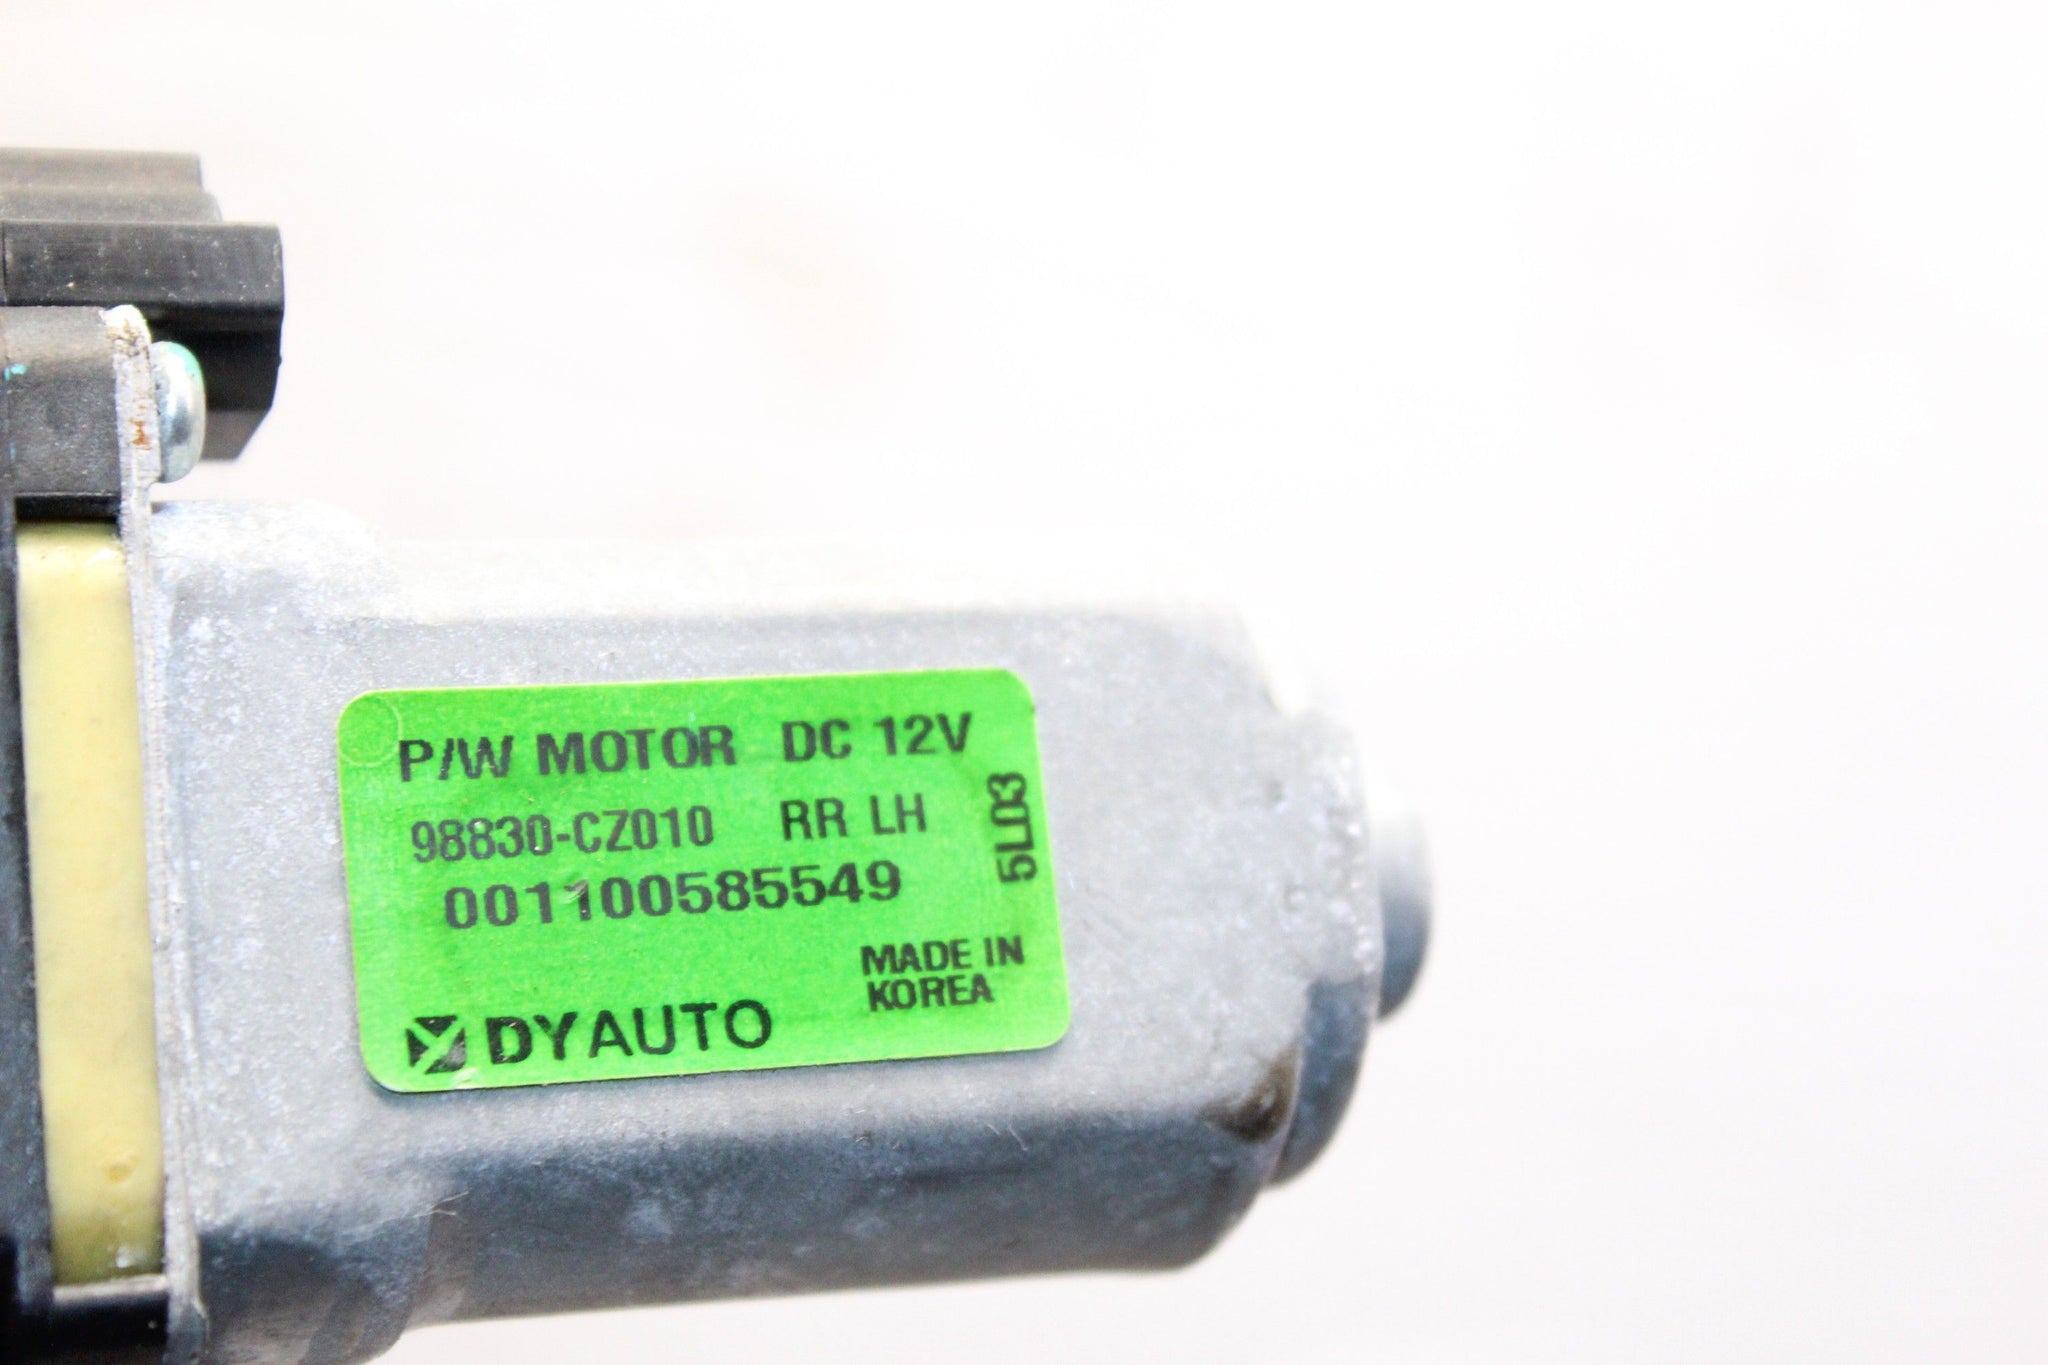 P/W MOTOR DC 12V
98830-CZ010 RR LH
001100585549
5L03
MADE IN
KOREA
DYAUTO